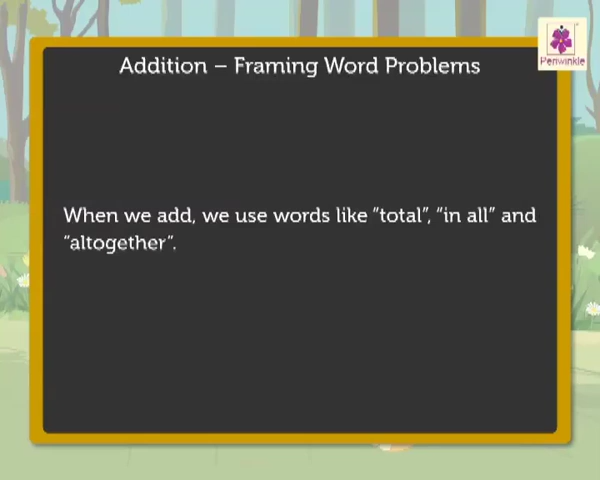 Addition – Framing Word Problems
Periwinkle
When we add, we use words like “total”, “in all” and
“altogether”.